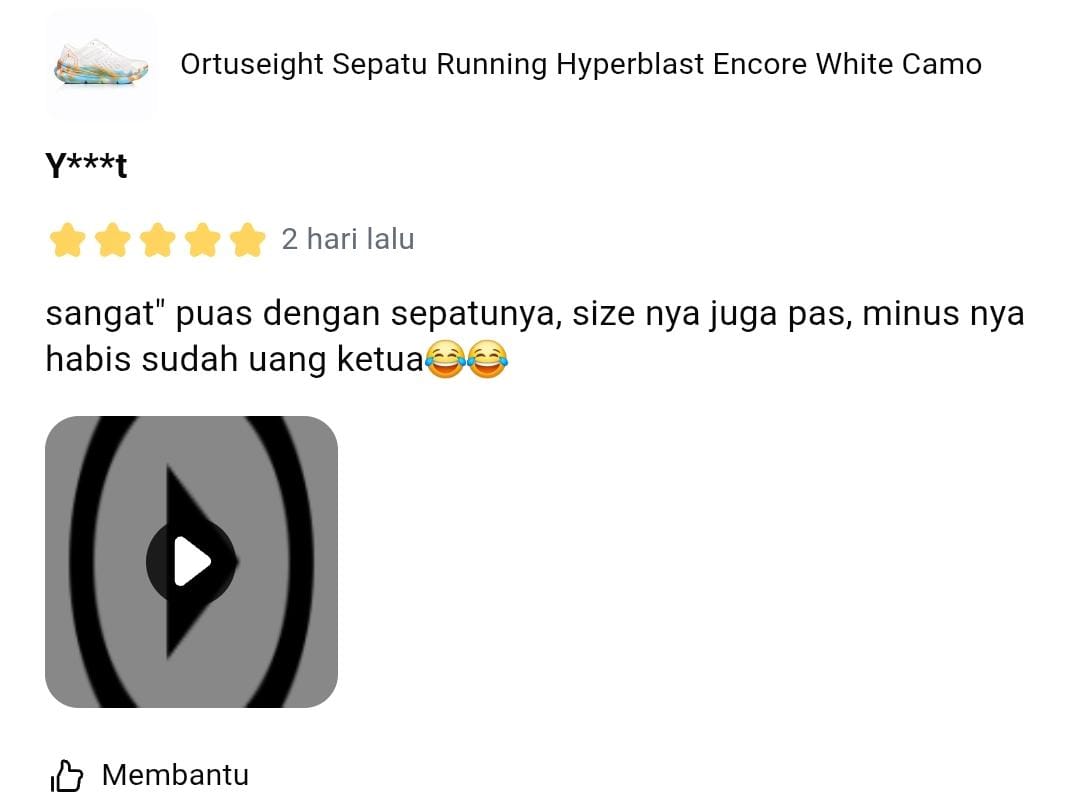 Ortuseight Sepatu Running Hyperblast Encore White Camo
Y***t
2 hari lalu
sangat" puas dengan sepatunya, size nya juga pas, minus nya
habis sudah uang ketua😂😂
Membantu